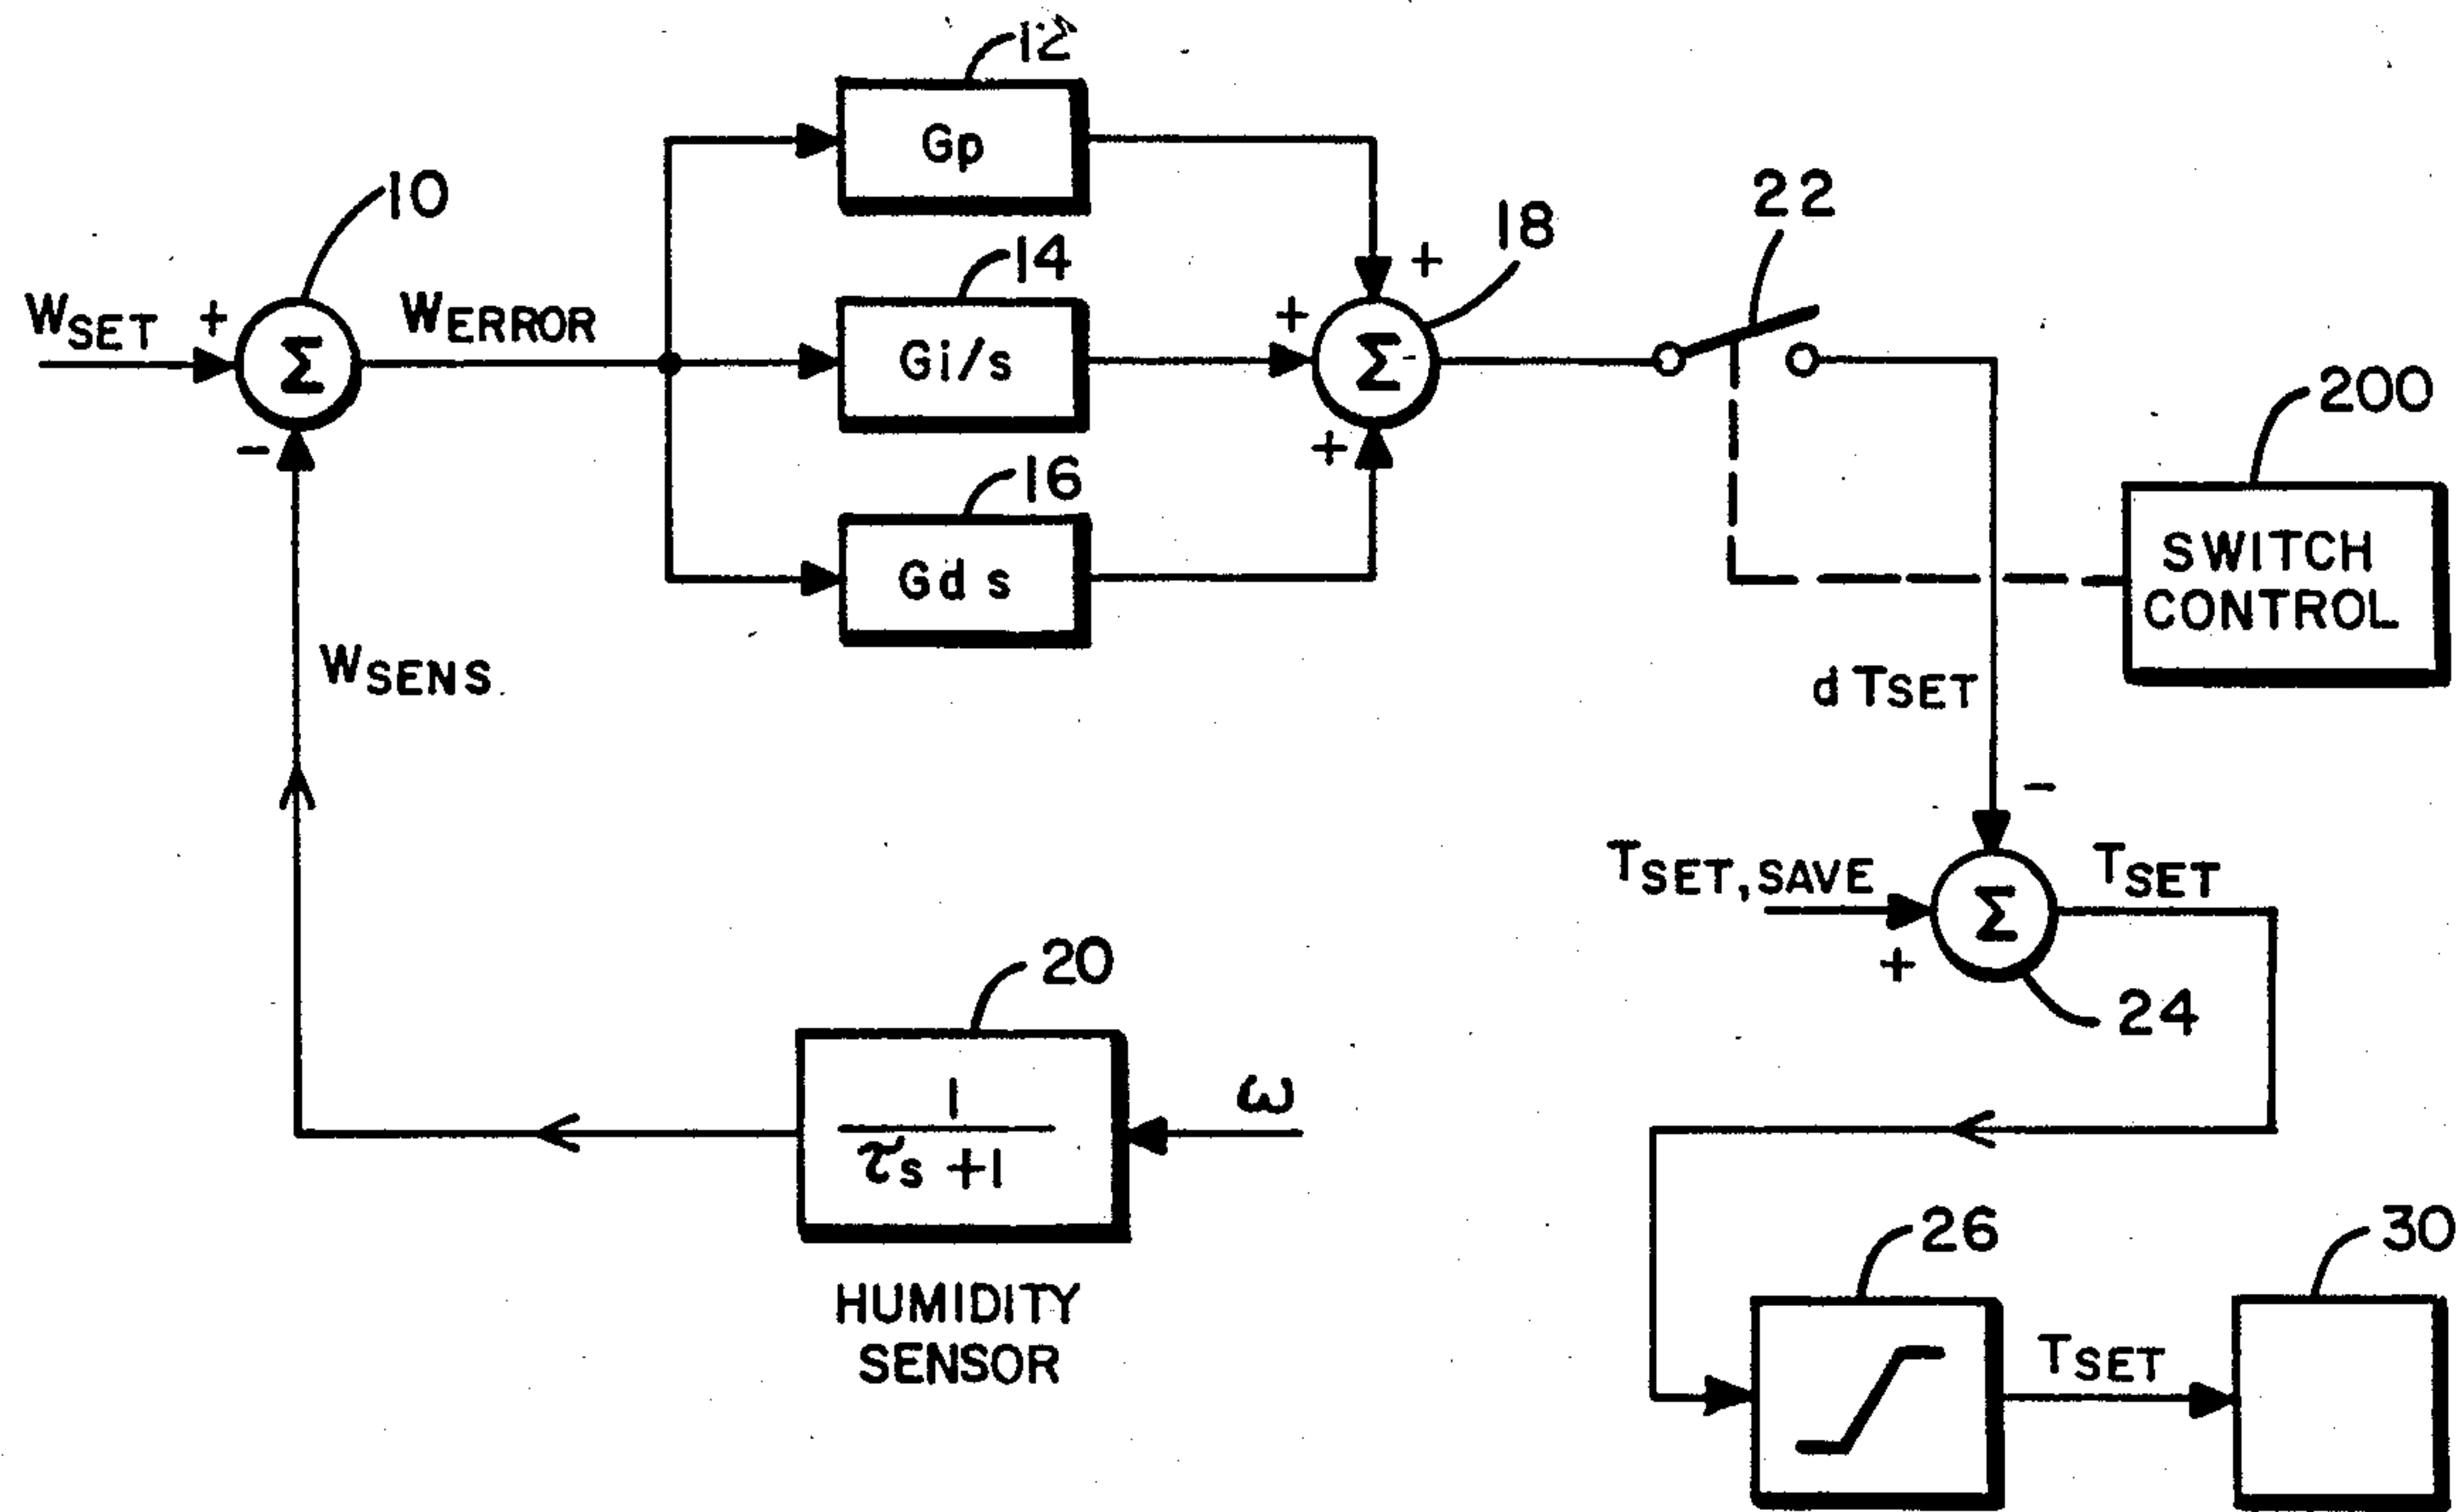 12
Gp
10
22
18
+
14
+
WSET
+
Σ
WERROR
Gi/s
Σ
200
-
+
16
SWITCH
CONTROL
Gd s
WSENS
d TSET
-
TSET, SAVE
TSET
Σ
+
20
24
1
τs +1
ω
26
30
HUMIDITY
SENSOR
TSET